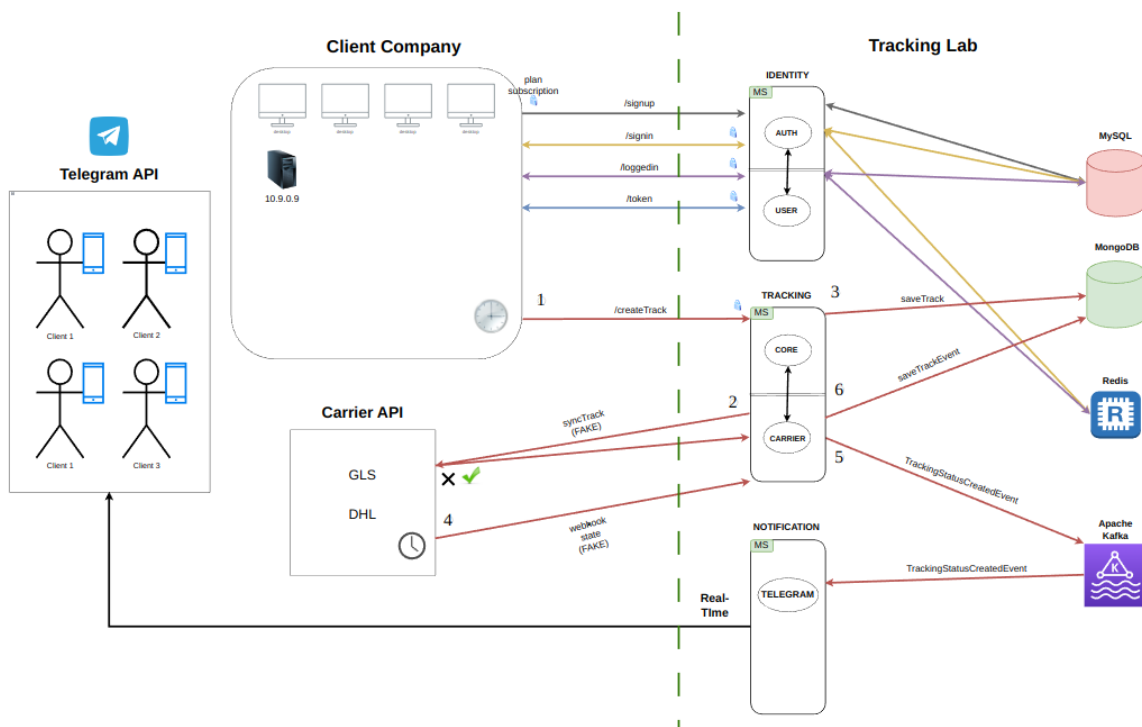 Client Company
Tracking Lab
plan
subscription
IDENTITY
MS
/signup
AUTH
/signin
MySQL
/loggedin
Telegram API
10.9.0.9
/token
USER
MongoDB
1
/createTrack
TRACKING
MS
3
saveTrack
Client 1
Client 2
CORE
saveTrackEvent
Redis
R
Carrier API
syncTrack
(FAKE)
2
6
CARRIER
5
GLS
DHL
Client 1
Client 3
4
webhook
state
(FAKE)
TrackingStatusCreatedEvent
NOTIFICATION
MS
Apache
Kafka
K
TrackingStatusCreatedEvent
TELEGRAM
Real-
TIme